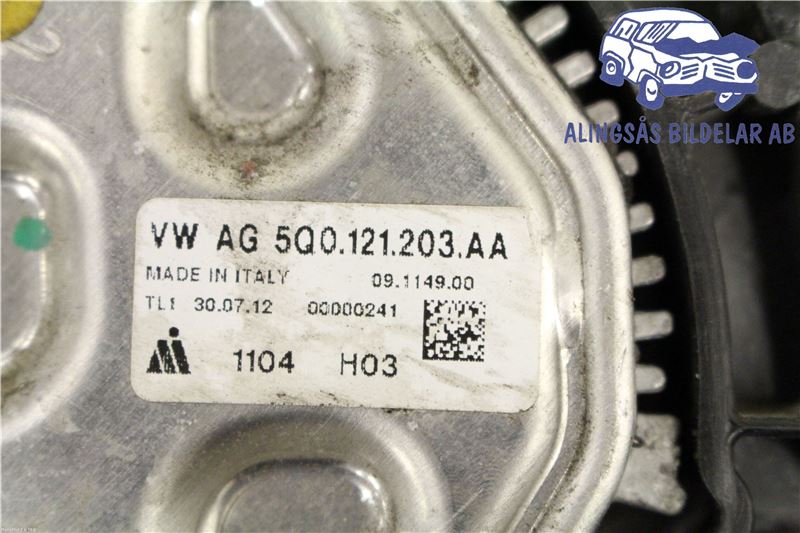 ALINGSÅS BILDELAR AB
VW AG 5Q0.121.203.AA
MADE IN ITALY 09.1149.00
TL1 30.07.12 00000241
1104 H03